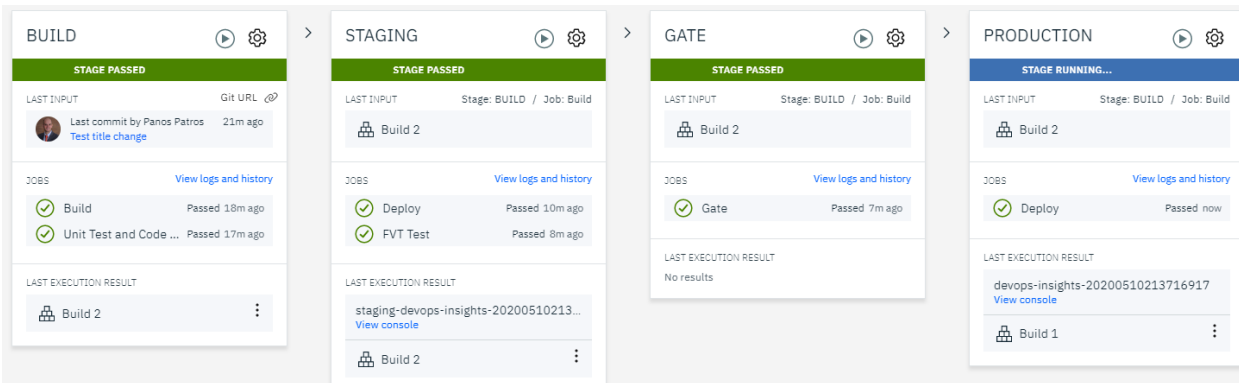 BUILD
STAGE PASSED
LAST INPUT Git URL
Last commit by Panos Patros 21m ago
Test title change
JOBS View logs and history
Build Passed 18m ago
Unit Test and Code ... Passed 17m ago
LAST EXECUTION RESULT
Build 2
STAGING
STAGE PASSED
LAST INPUT Stage: BUILD / Job: Build
Build 2
JOBS View logs and history
Deploy Passed 10m ago
FVT Test Passed 8m ago
LAST EXECUTION RESULT
staging-devops-insights-20200510213...
View console
Build 2
GATE
STAGE PASSED
LAST INPUT Stage: BUILD / Job: Build
Build 2
JOBS View logs and history
Gate Passed 7m ago
LAST EXECUTION RESULT
No results
PRODUCTION
STAGE RUNNING...
LAST INPUT Stage: BUILD / Job: Build
Build 2
JOBS View logs and history
Deploy Passed now
LAST EXECUTION RESULT
devops-insights-20200510213716917
View console
Build 1